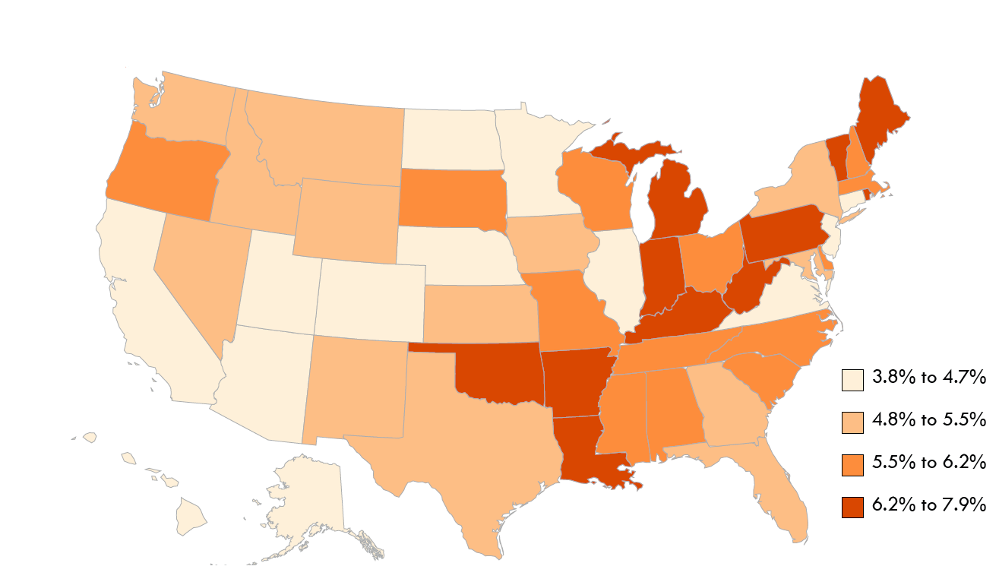 3.8% to 4.7%
4.8% to 5.5%
5.5% to 6.2%
6.2% to 7.9%